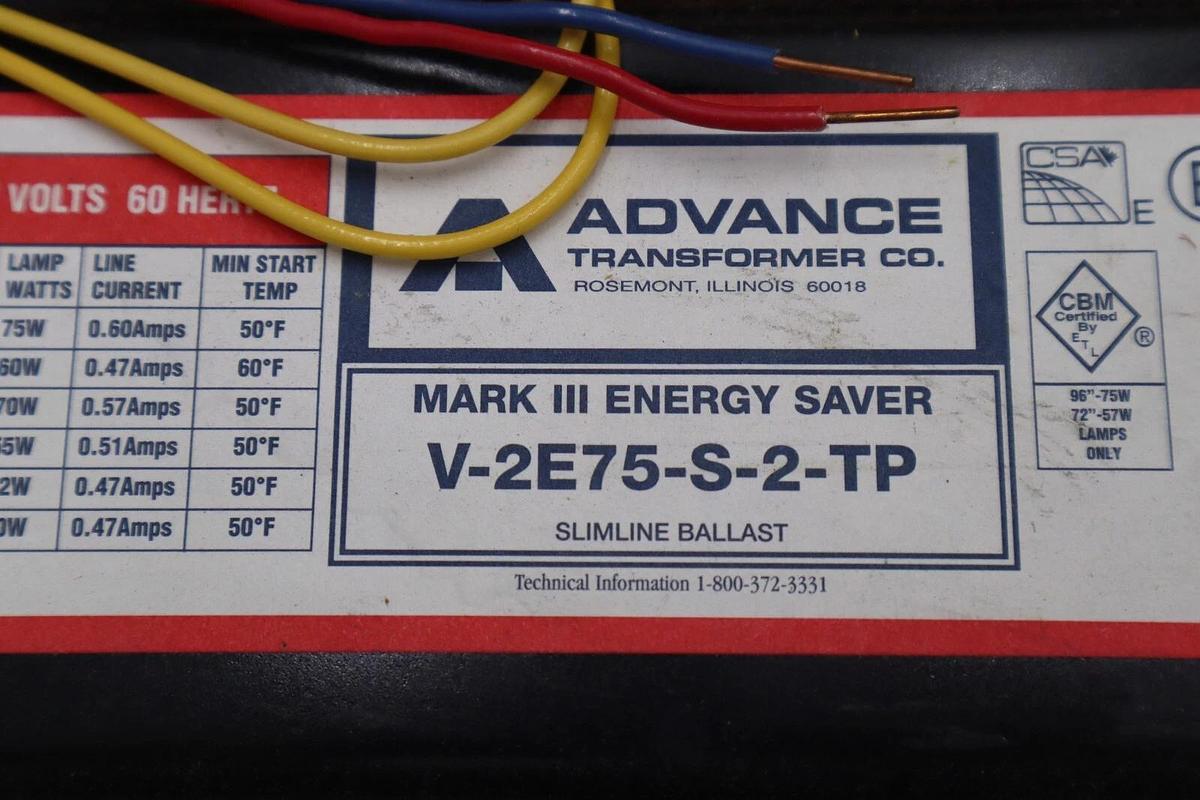 VOLTS 60 HERTZ
LAMP WATTS LINE CURRENT MIN START TEMP
75W 0.60Amps 50°F
60W 0.47Amps 60°F
70W 0.57Amps 50°F
0.51Amps 50°F
0.47Amps 50°F
0.47Amps 50°F
ADVANCE
TRANSFORMER CO.
ROSEMONT, ILLINOIS 60018
MARK III ENERGY SAVER
V-2E75-S-2-TP
SLIMLINE BALLAST
Technical Information 1-800-372-3331
CSA
E
CBM
Certified
By
ETL
®
96"-75W
72"-57W
LAMPS
ONLY